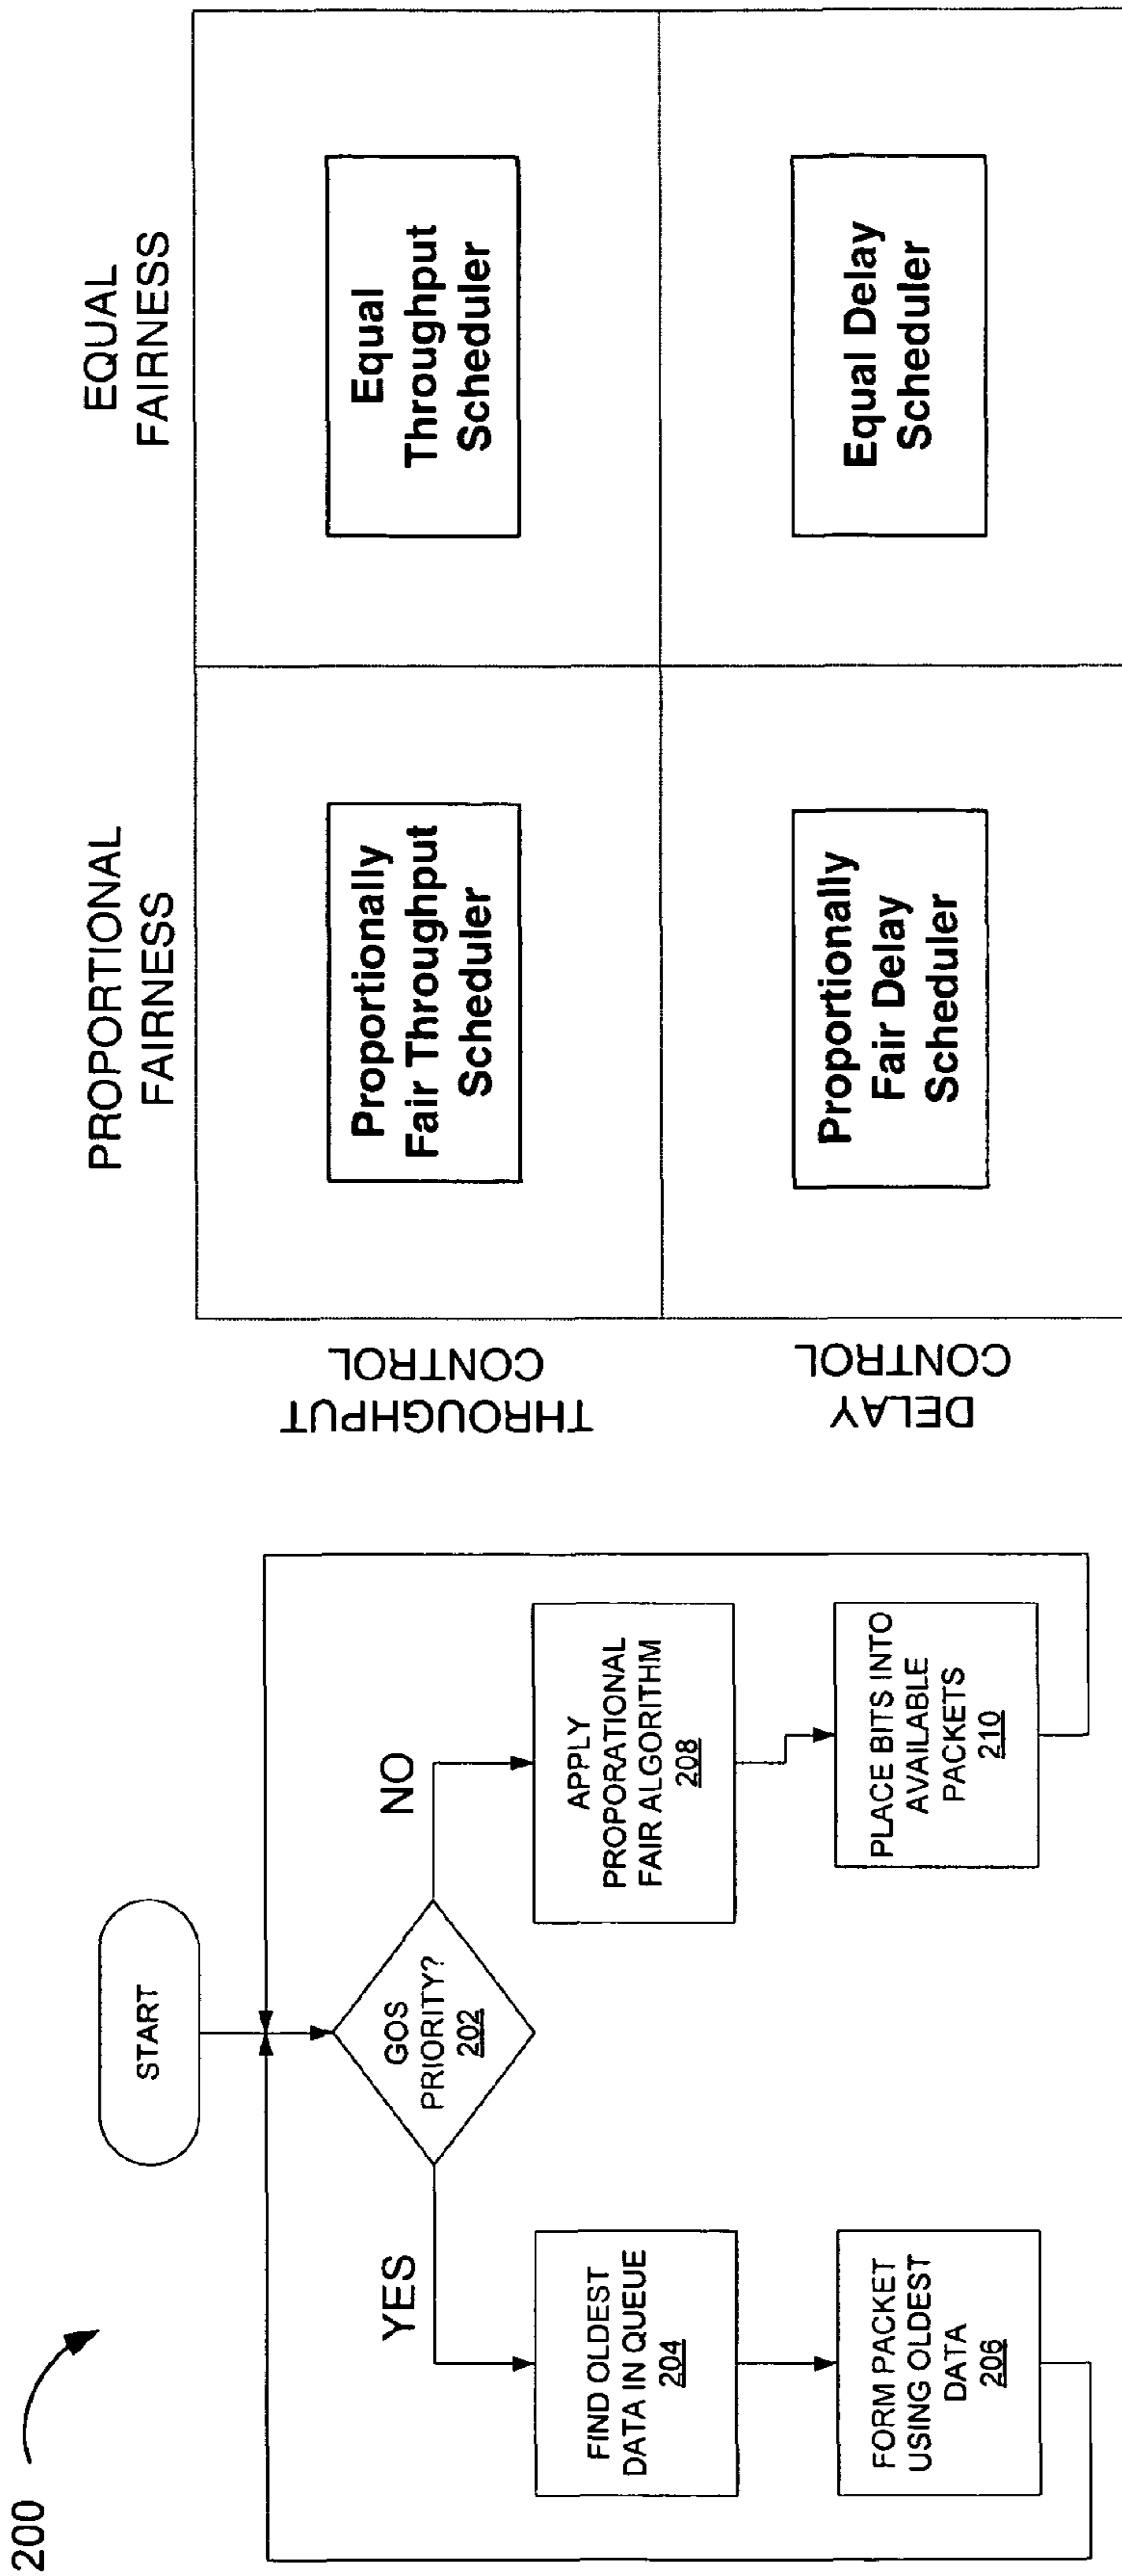 200
START
GOS
PRIORITY?
202
YES
NO
FIND OLDEST
DATA IN QUEUE
204
FORM PACKET
USING OLDEST
DATA
206
APPLY
PROPORATIONAL
FAIR ALGORITHM
208
PLACE BITS INTO
AVAILABLE
PACKETS
210
PROPORTIONAL
FAIRNESS
EQUAL
FAIRNESS
THROUGHPUT
CONTROL
Proportionally
Fair Throughput
Scheduler
Equal
Throughput
Scheduler
DELAY
CONTROL
Proportionally
Fair Delay
Scheduler
Equal Delay
Scheduler